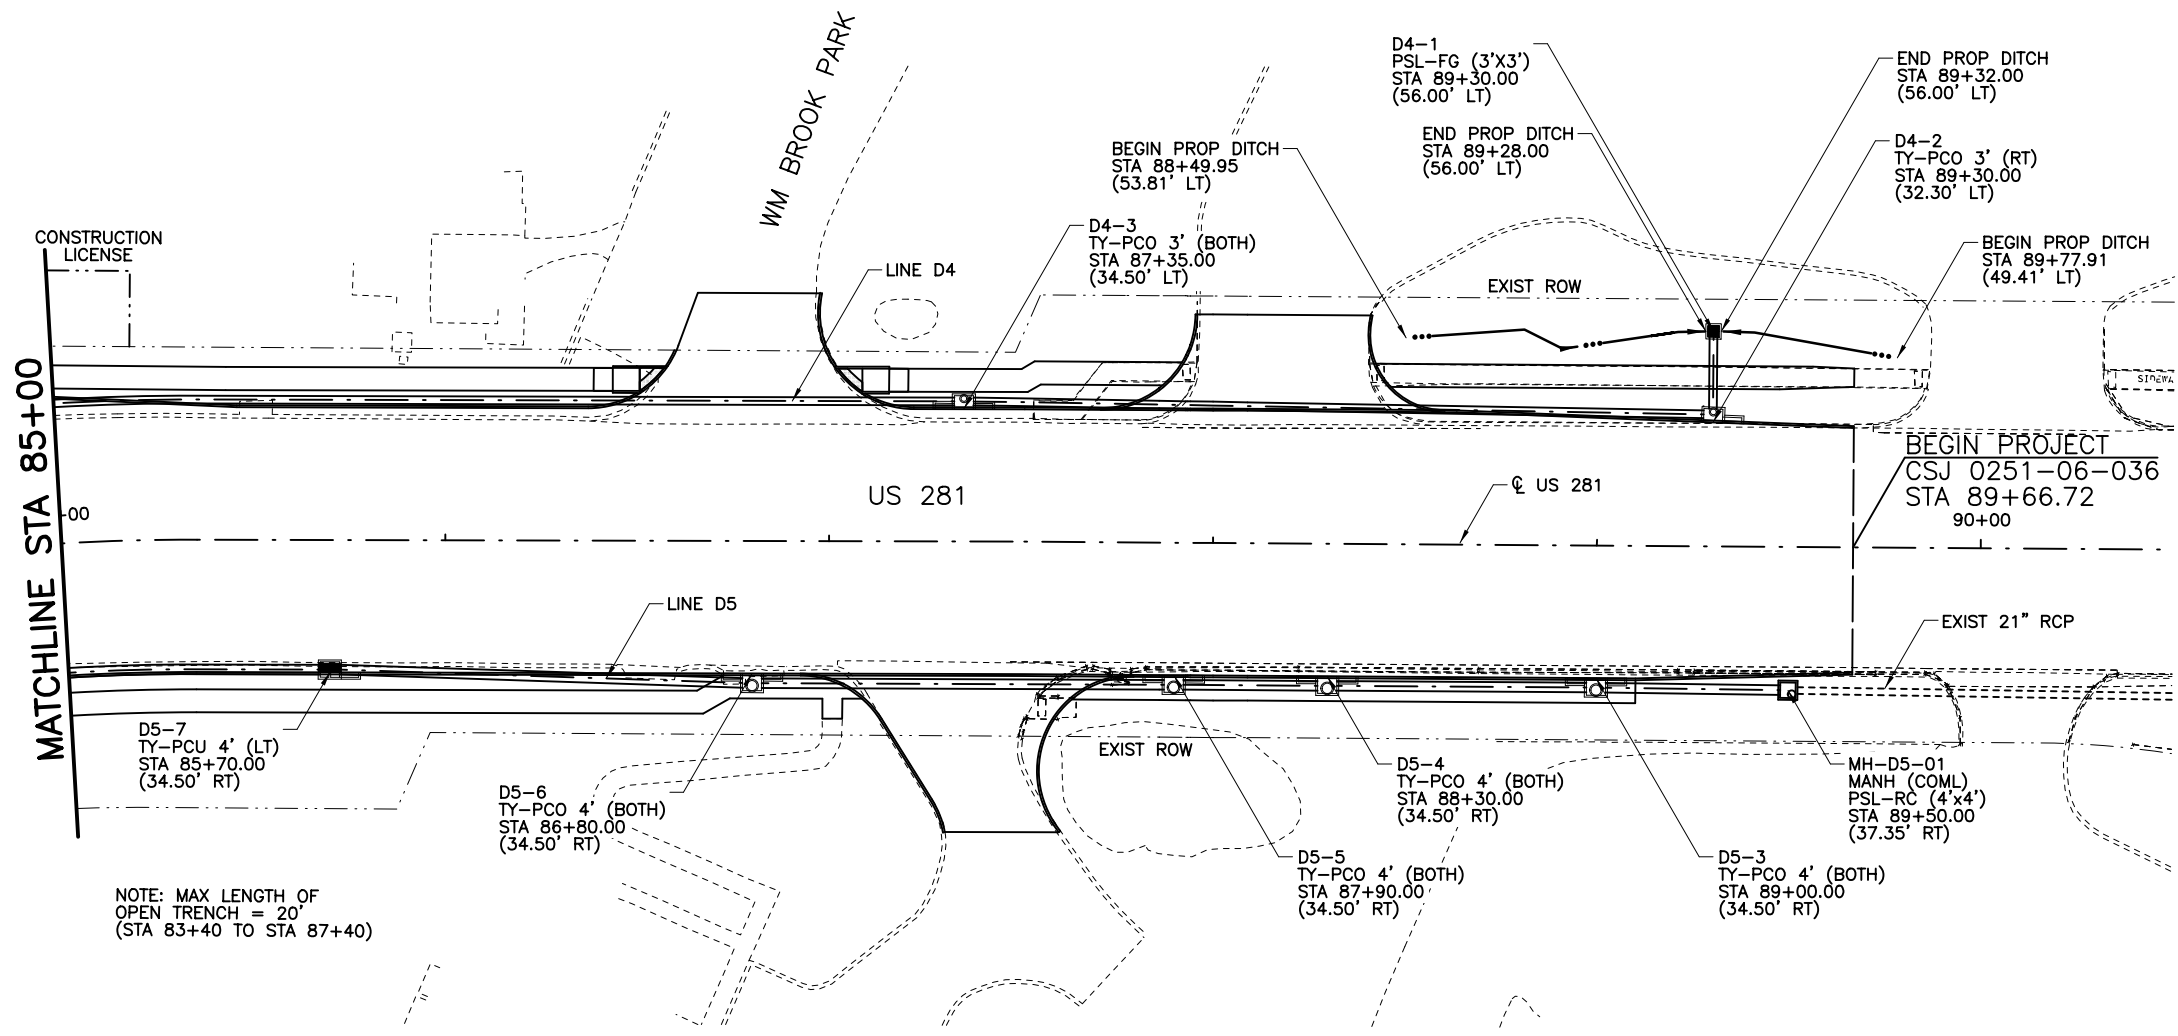 WM BROOK PARK
D4-1
PSL-FG (3'X3')
STA 89+30.00
(56.00' LT)
END PROP DITCH
STA 89+32.00
(56.00' LT)
END PROP DITCH
STA 89+28.00
(56.00' LT)
BEGIN PROP DITCH
STA 88+49.95
(53.81' LT)
D4-2
TY-PCO 3' (RT)
STA 89+30.00
(32.30' LT)
D4-3
TY-PCO 3' (BOTH)
STA 87+35.00
(34.50' LT)
CONSTRUCTION
LICENSE
LINE D4
BEGIN PROP DITCH
STA 89+77.91
(49.41' LT)
EXIST ROW
SIDEWA
MATCHLINE STA 85+00
BEGIN PROJECT
CSJ 0251-06-036
STA 89+66.72
90+00
US 281
℄ US 281
00
LINE D5
EXIST 21" RCP
D5-7
TY-PCU 4' (LT)
STA 85+70.00
(34.50' RT)
EXIST ROW
D5-6
TY-PCO 4' (BOTH)
STA 86+80.00
(34.50' RT)
D5-4
TY-PCO 4' (BOTH)
STA 88+30.00
(34.50' RT)
MH-D5-01
MANH (COML)
PSL-RC (4'x4')
STA 89+50.00
(37.35' RT)
D5-5
TY-PCO 4' (BOTH)
STA 87+90.00
(34.50' RT)
D5-3
TY-PCO 4' (BOTH)
STA 89+00.00
(34.50' RT)
NOTE: MAX LENGTH OF
OPEN TRENCH = 20'
(STA 83+40 TO STA 87+40)